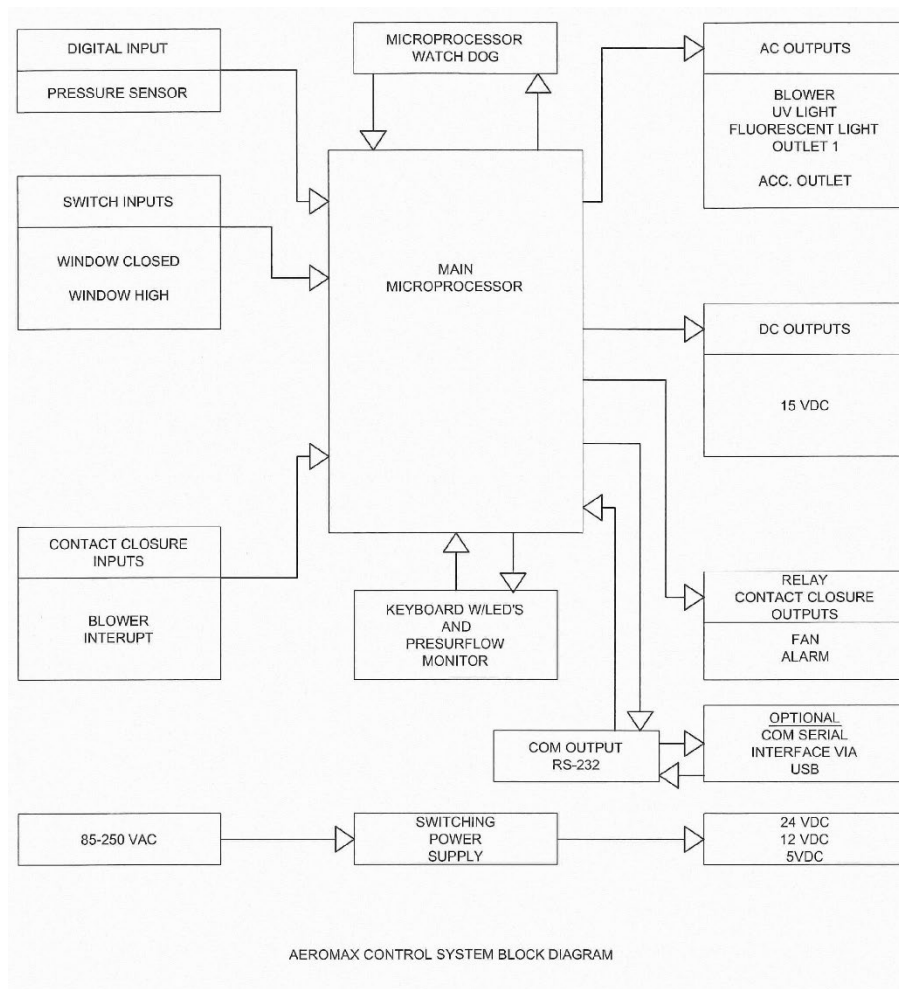 DIGITAL INPUT
PRESSURE SENSOR
MICROPROCESSOR
WATCH DOG
AC OUTPUTS
BLOWER
UV LIGHT
FLUORESCENT LIGHT
OUTLET 1
ACC. OUTLET
SWITCH INPUTS
WINDOW CLOSED
WINDOW HIGH
MAIN
MICROPROCESSOR
DC OUTPUTS
15 VDC
CONTACT CLOSURE
INPUTS
BLOWER
INTERUPT
KEYBOARD W/LED'S
AND
PRESURFLOW
MONITOR
RELAY
CONTACT CLOSURE
OUTPUTS
FAN
ALARM
COM OUTPUT
RS-232
OPTIONAL
COM SERIAL
INTERFACE VIA
USB
85-250 VAC
SWITCHING
POWER
SUPPLY
24 VDC
12 VDC
5VDC
AEROMAX CONTROL SYSTEM BLOCK DIAGRAM